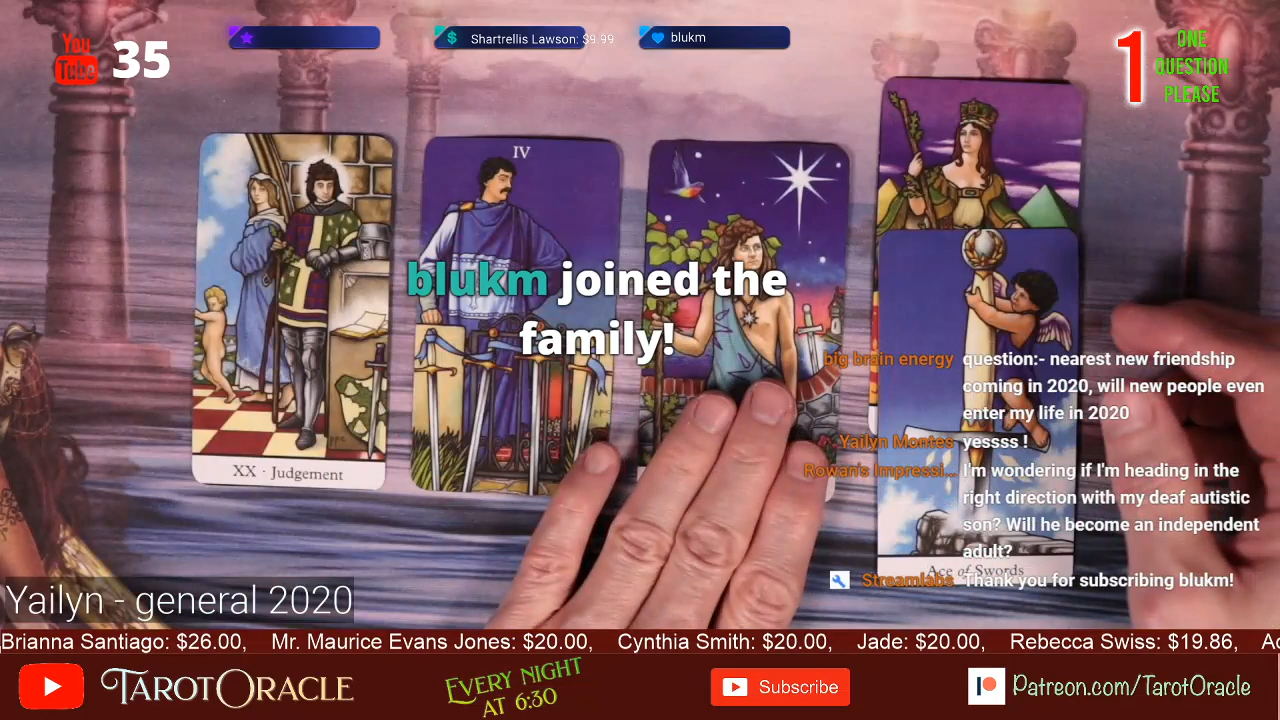 You
Tube
35
Shartrellis Lawson: $9.99
blukm
1
ONE
QUESTION
PLEASE
IV
blukm joined the
family!
XX · Judgement
big brain energy question:- nearest new friendship
coming in 2020, will new people even
enter my life in 2020
Yailyn Montes yessss !
Rowan's Impressi... I'm wondering if I'm heading in the
right direction with my deaf autistic
son? Will he become an independent
adult?
Ace of Swords
Streamlabs Thank you for subscribing blukm!
Yailyn - general 2020
Brianna Santiago: $26.00, Mr. Maurice Evans Jones: $20.00, Cynthia Smith: $20.00, Jade: $20.00, Rebecca Swiss: $19.86,
TAROTORACLE
EVERY NIGHT
AT 6:30
Subscribe
Patreon.com/TarotOracle